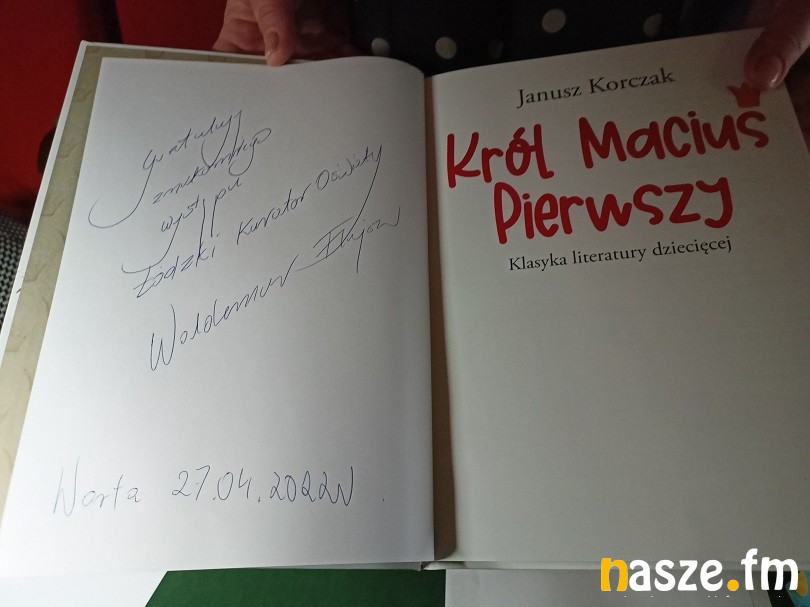 Gratuluję
znakomitego
występu
Łódzki Kurator Oświaty
Waldemar
Warta 27.04.2022
Janusz Korczak
Król Maciuś
Pierwszy
Klasyka literatury dziecięcej
nasze.fm